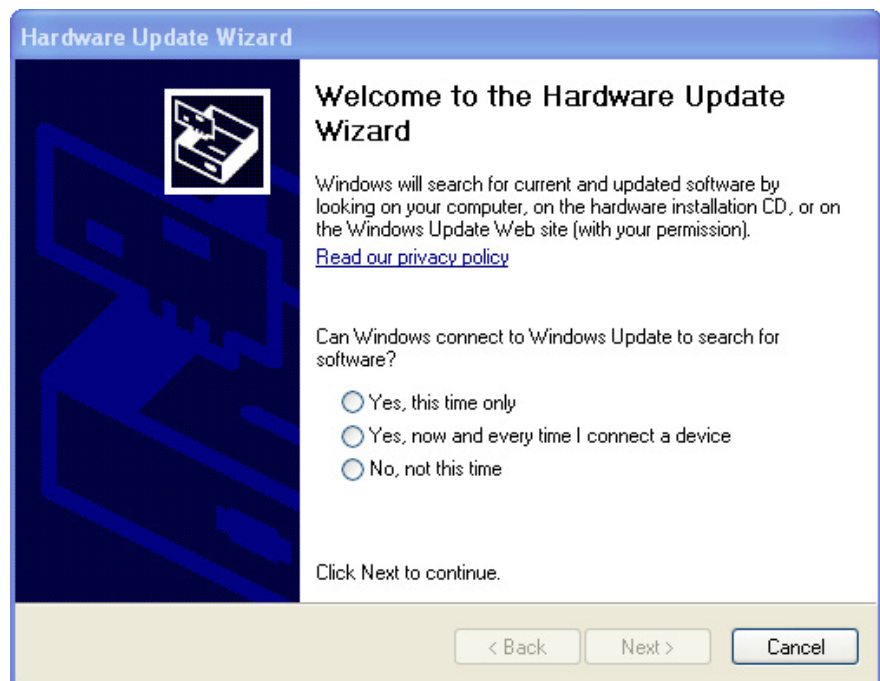 Hardware Update Wizard
Welcome to the Hardware Update
Wizard
Windows will search for current and updated software by
looking on your computer, on the hardware installation CD, or on
the Windows Update Web site (with your permission).
Read our privacy policy
Can Windows connect to Windows Update to search for
software?
Yes, this time only
Yes, now and every time I connect a device
No, not this time
Click Next to continue.
< Back
Next >
Cancel